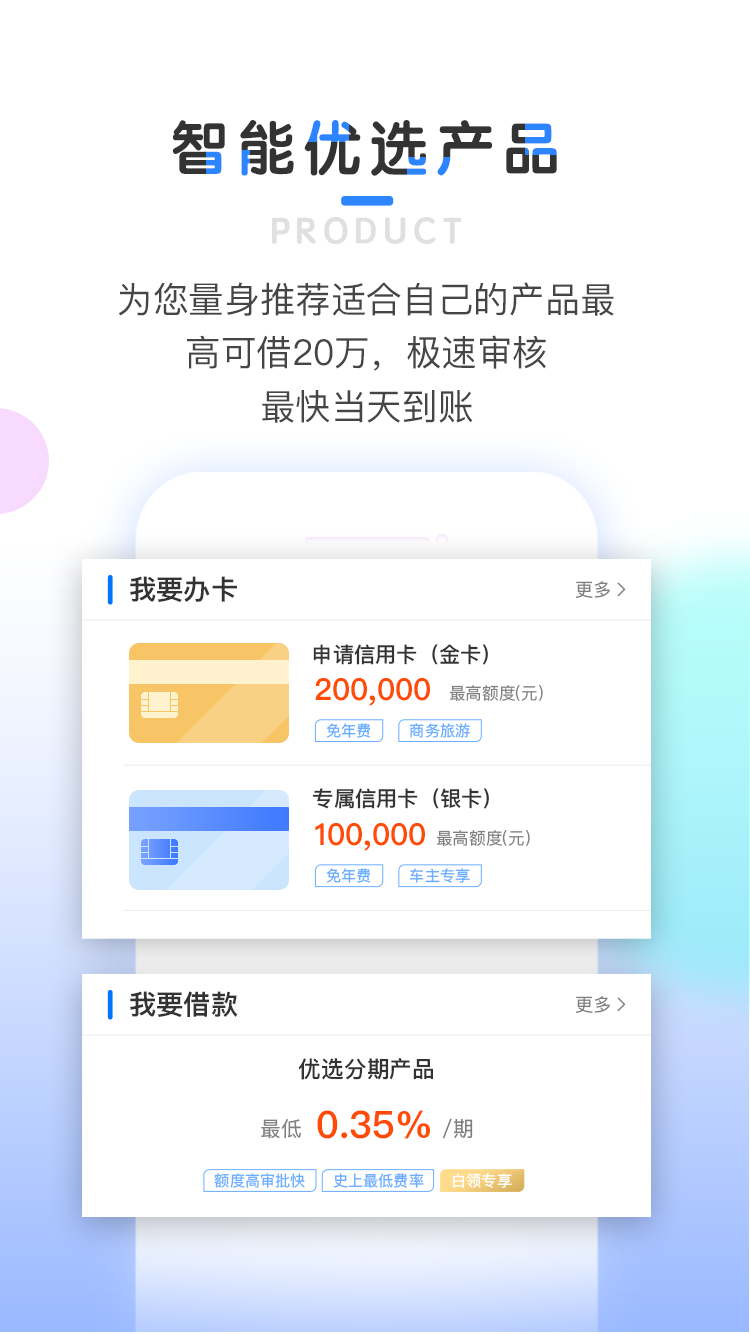 智能优选产品
PRODUCT
为您量身推荐适合自己的产品最
高可借20万，极速审核
最快当天到账
我要办卡 更多
申请信用卡（金卡）
200,000 最高额度(元)
免年费 商务旅游
专属信用卡（银卡）
100,000 最高额度(元)
免年费 车主专享
我要借款 更多
优选分期产品
最低 0.35% /期
额度高审批快 史上最低费率 白领专享